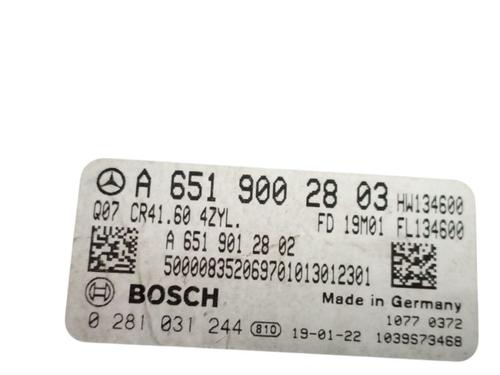 A 651 900 28 03 HW134600
Q07 CR41.60 4ZYL. FD 19M01 FL134600
A 651 901 28 02
500008352069701013012301
BOSCH Made in Germany
0 281 031 244 810 19-01-22 1077 0372
1039S73468